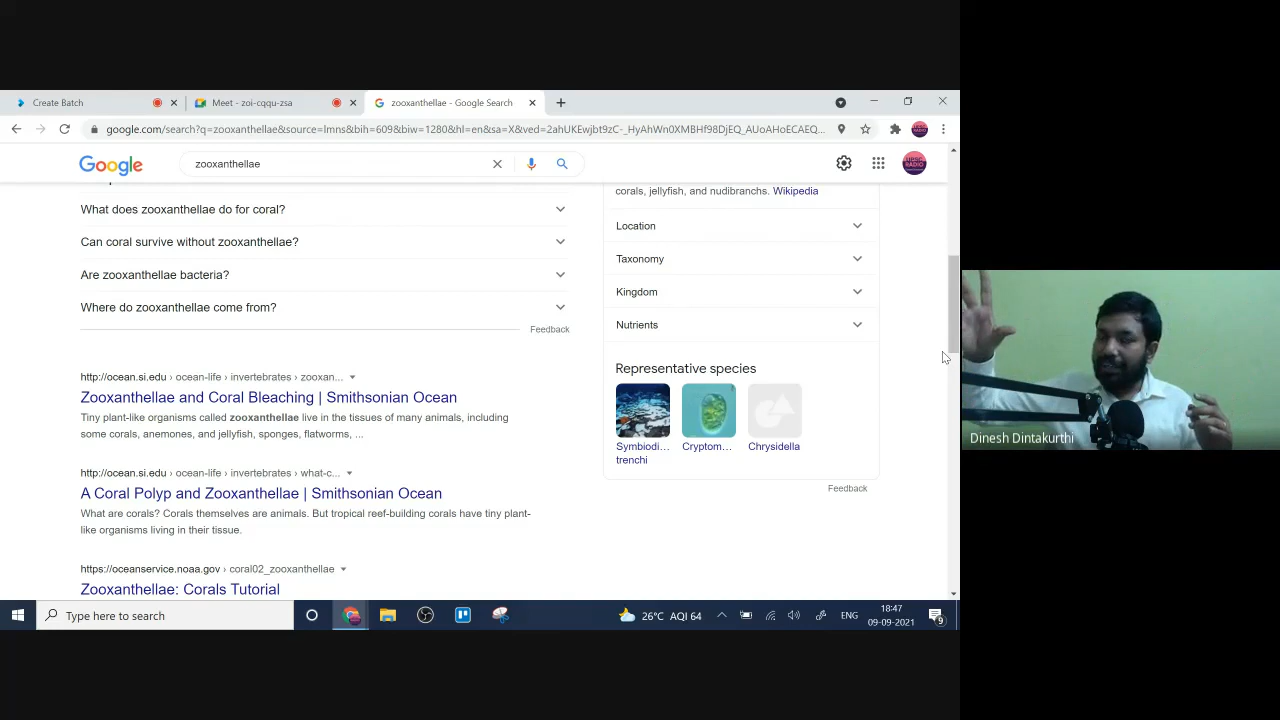 Create Batch
Meet - zoi-cqqu-zsa
zooxanthellae - Google Search
google.com/search?q=zooxanthellae&source=lmns&bih=609&biw=1280&hl=en&sa=X&ved=2ahUKEwjbt9zC-_HyAhWn0XMBHf98DjEQ_AUoAHoECAEQ...
Google
zooxanthellae
UPSC
RADIO
What does zooxanthellae do for coral?
Can coral survive without zooxanthellae?
Are zooxanthellae bacteria?
Where do zooxanthellae come from?
Feedback
http://ocean.si.edu › ocean-life › invertebrates › zooxan...
Zooxanthellae and Coral Bleaching | Smithsonian Ocean
Tiny plant-like organisms called zooxanthellae live in the tissues of many animals, including
some corals, anemones, and jellyfish, sponges, flatworms, ...
http://ocean.si.edu › ocean-life › invertebrates › what-c...
A Coral Polyp and Zooxanthellae | Smithsonian Ocean
What are corals? Corals themselves are animals. But tropical reef-building corals have tiny plant-
like organisms living in their tissue.
https://oceanservice.noaa.gov › coral02_zooxanthellae
Zooxanthellae: Corals Tutorial
corals, jellyfish, and nudibranchs. Wikipedia
Location
Taxonomy
Kingdom
Nutrients
Representative species
Symbiodi...
trenchi
Cryptom...
Chrysidella
Feedback
Dinesh Dintakurthi
Type here to search
26°C AQI 64
ENG
18:47
09-09-2021
9